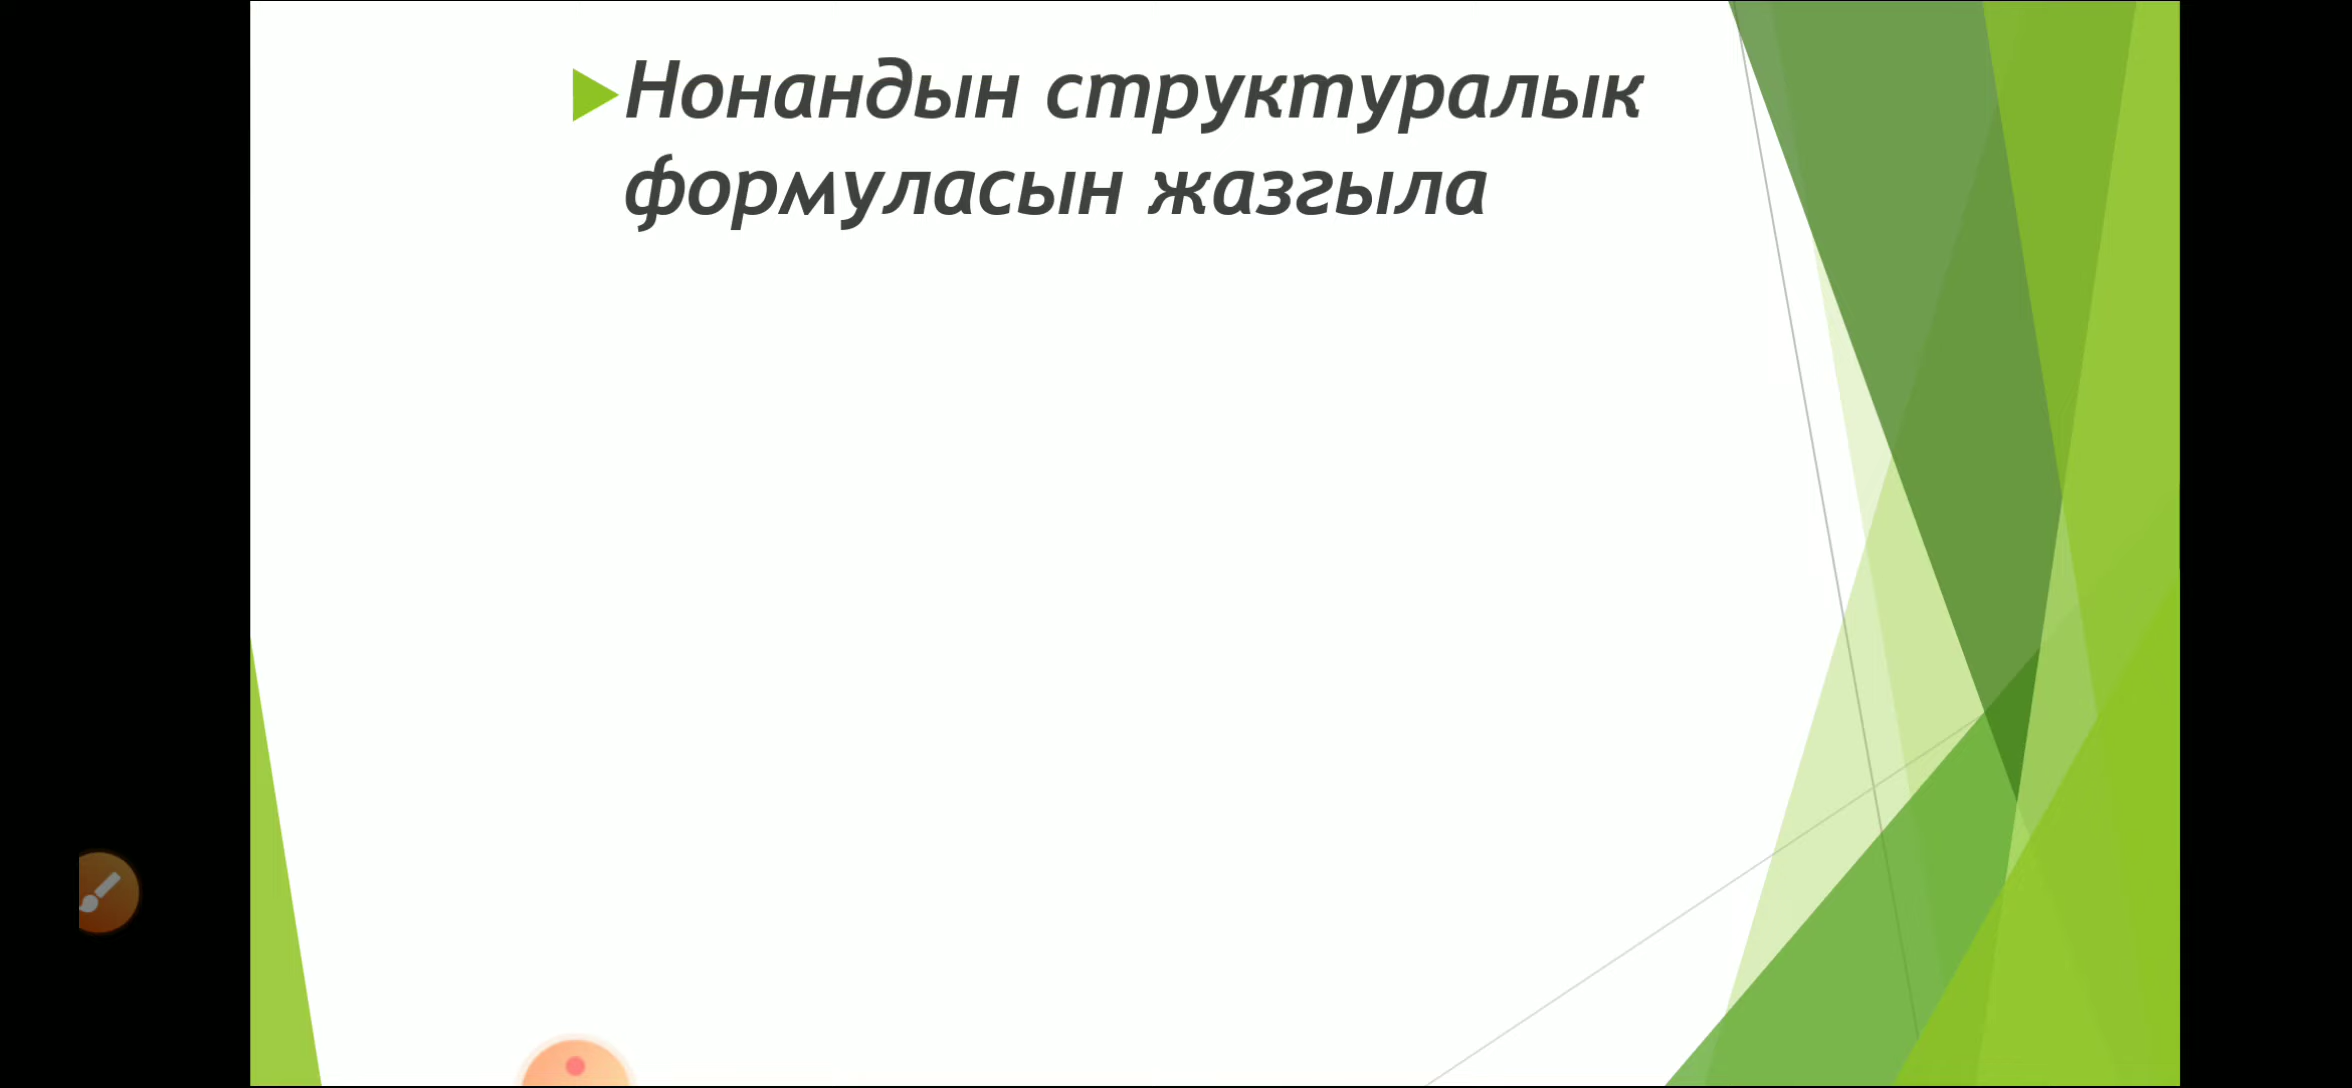 Нонандын структуралык
формуласын жазгыла